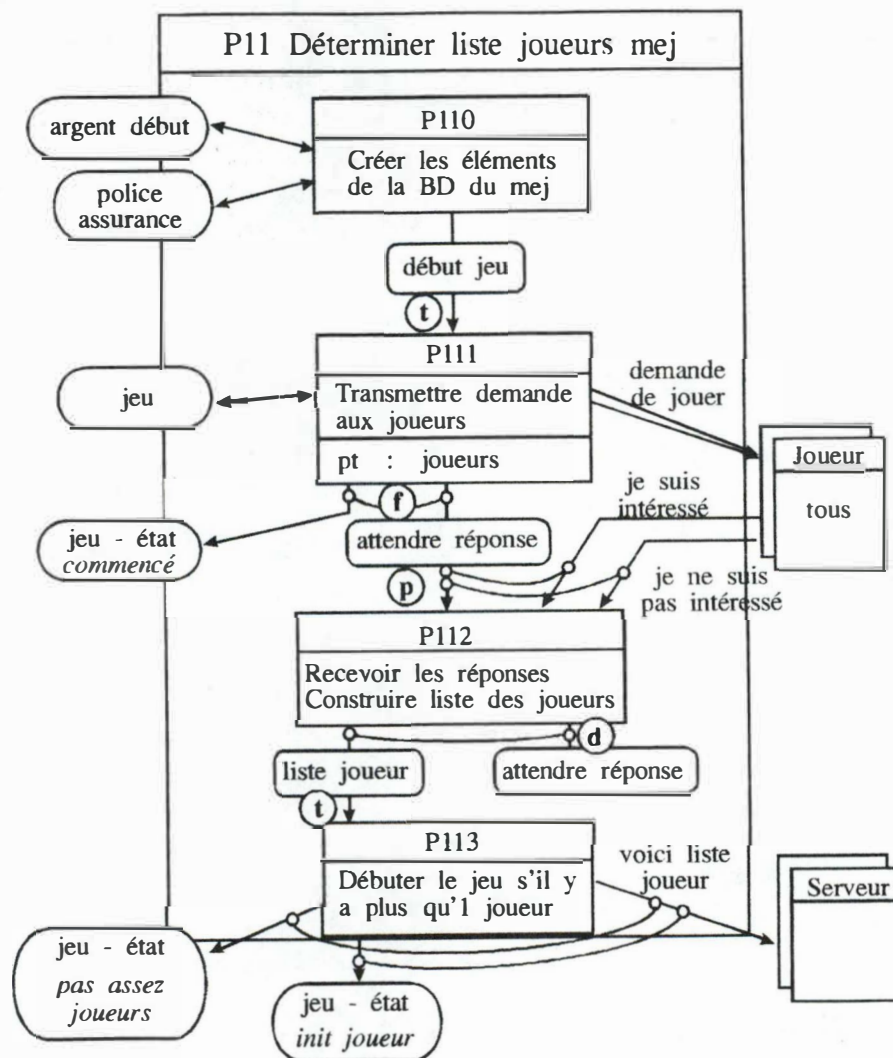 P11 Déterminer liste joueurs mej
argent début
P110
Créer les éléments
de la BD du mej
police
assurance
début jeu
t
P111
Transmettre demande
aux joueurs
pt : joueurs
jeu
demande
de jouer
Joueur
tous
f
je suis
intéressé
jeu - état
commencé
attendre réponse
p
je ne suis
pas intéressé
P112
Recevoir les réponses
Construire liste des joueurs
d
liste joueur
attendre réponse
t
P113
Débuter le jeu s'il y
a plus qu'1 joueur
voici liste
joueur
Serveur
jeu - état
pas assez
joueurs
jeu - état
init joueur